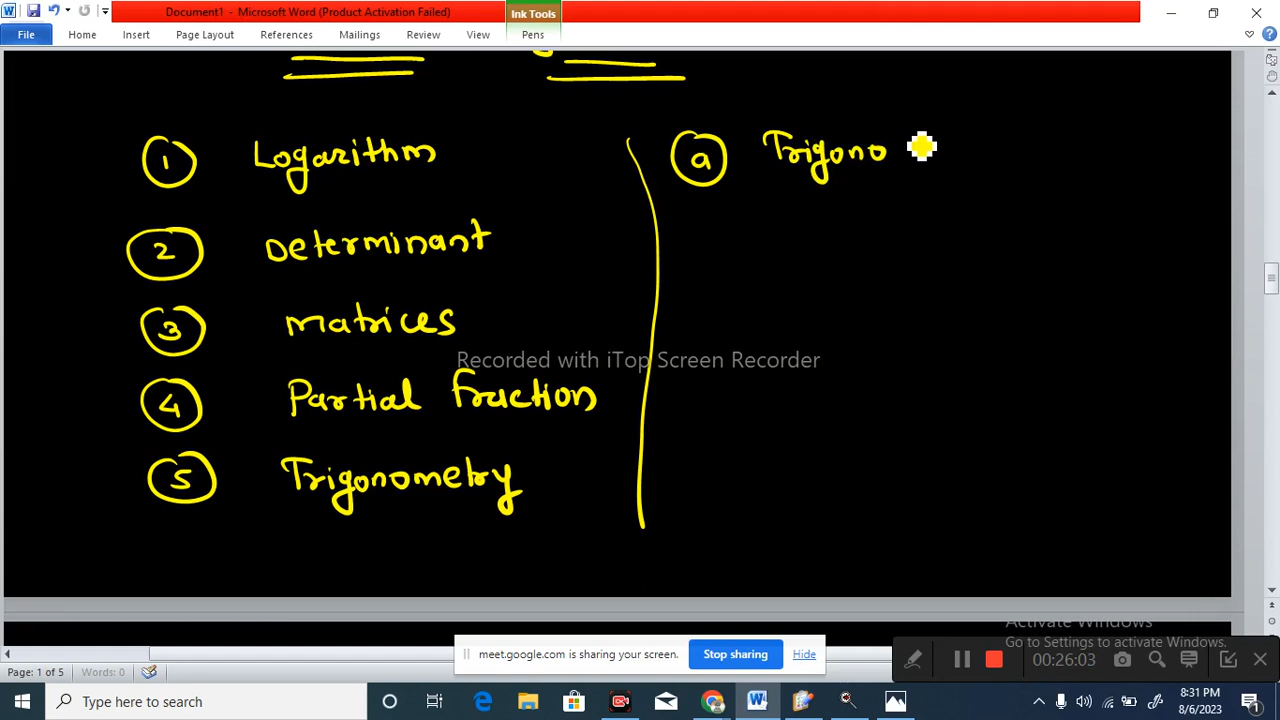 Document1 - Microsoft Word (Product Activation Failed)
Ink Tools
File Home Insert Page Layout References Mailings Review View Pens
1 Logarithm
2 Determinant
3 matrices
4 Partial fraction
5 Trigonometry
a Trigono
Recorded with iTop Screen Recorder
Activate Windows
Go to Settings to activate Windows.
meet.google.com is sharing your screen. Stop sharing Hide
00:26:03
Page: 1 of 5 Words: 0
Type here to search
8:31 PM
8/6/2023